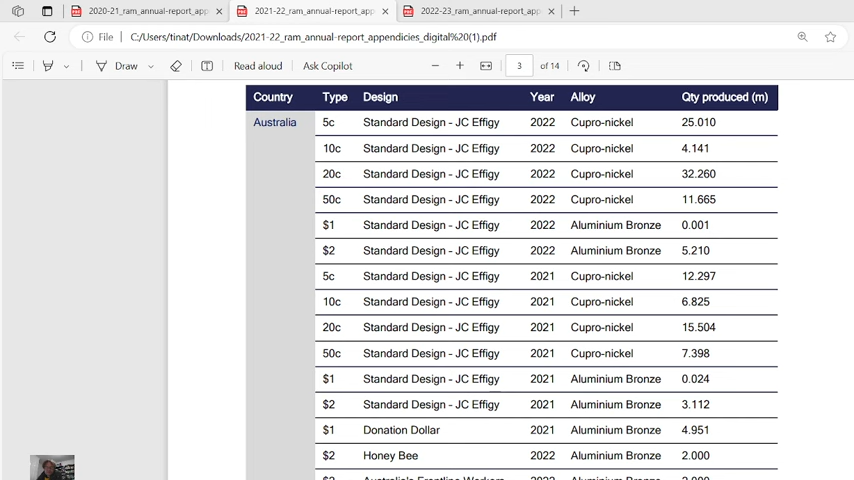 2020-21_ram_annual-report_appe
2021-22_ram_annual-report_appe
2022-23_ram_annual-report_appe
File
C:/Users/tinat/Downloads/2021-22_ram_annual-report_appendicies_digital%20(1).pdf
Draw
Read aloud
Ask Copilot
3 of 14
Country Type Design Year Alloy Qty produced (m)
Australia 5c Standard Design - JC Effigy 2022 Cupro-nickel 25.010
10c Standard Design - JC Effigy 2022 Cupro-nickel 4.141
20c Standard Design - JC Effigy 2022 Cupro-nickel 32.260
50c Standard Design - JC Effigy 2022 Cupro-nickel 11.665
$1 Standard Design - JC Effigy 2022 Aluminium Bronze 0.001
$2 Standard Design - JC Effigy 2022 Aluminium Bronze 5.210
5c Standard Design - JC Effigy 2021 Cupro-nickel 12.297
10c Standard Design - JC Effigy 2021 Cupro-nickel 6.825
20c Standard Design - JC Effigy 2021 Cupro-nickel 15.504
50c Standard Design - JC Effigy 2021 Cupro-nickel 7.398
$1 Standard Design - JC Effigy 2021 Aluminium Bronze 0.024
$2 Standard Design - JC Effigy 2021 Aluminium Bronze 3.112
$1 Donation Dollar 2021 Aluminium Bronze 4.951
$2 Honey Bee 2022 Aluminium Bronze 2.000
$2 Australia's Frontline Workers 2022 Aluminium Bronze 2.000